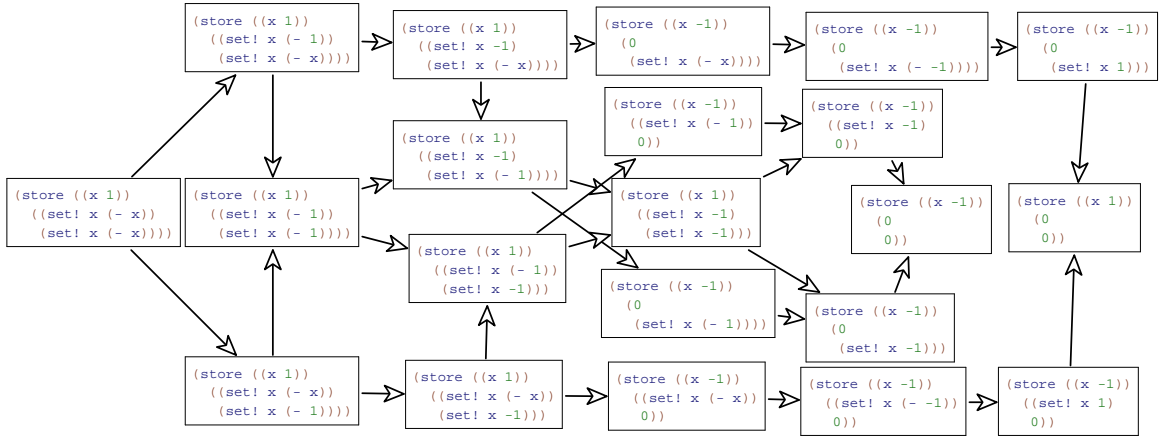 (store ((x 1))
((set! x (- 1))
(set! x (- x))))
(store ((x 1))
((set! x -1)
(set! x (- x))))
(store ((x -1))
(0
(set! x (- x))))
(store ((x -1))
(0
(set! x (- -1))))
(store ((x -1))
(0
(set! x 1)))
(store ((x -1))
((set! x (- 1))
0))
(store ((x -1))
((set! x -1)
0))
(store ((x 1))
((set! x -1)
(set! x (- 1))))
(store ((x 1))
((set! x (- x))
(set! x (- x))))
(store ((x 1))
((set! x (- 1))
(set! x (- 1))))
(store ((x 1))
((set! x -1)
(set! x -1)))
(store ((x -1))
(0
0))
(store ((x 1))
(0
0))
(store ((x 1))
((set! x (- 1))
(set! x -1)))
(store ((x -1))
(0
(set! x (- 1))))
(store ((x -1))
(0
(set! x -1)))
(store ((x 1))
((set! x (- x))
(set! x (- 1))))
(store ((x 1))
((set! x (- x))
(set! x -1)))
(store ((x -1))
((set! x (- x))
0))
(store ((x -1))
((set! x (- -1))
0))
(store ((x -1))
((set! x 1)
0))